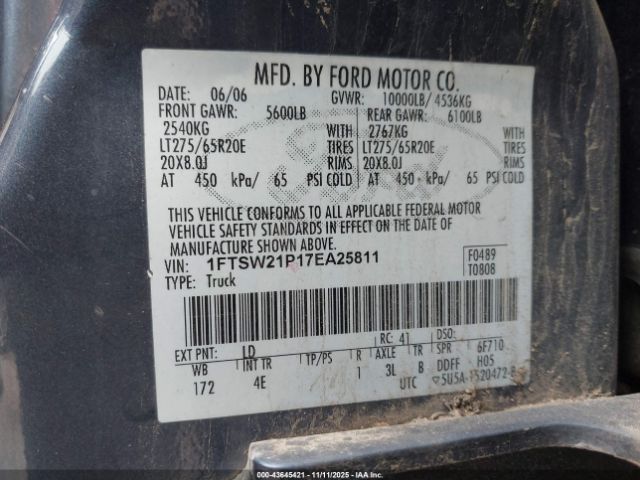 MFD. BY FORD MOTOR CO.
DATE: 06/06 GVWR: 10000LB/ 4536KG
FRONT GAWR: 5600LB REAR GAWR: 6100LB
2540KG WITH 2767KG WITH
LT275/65R20E TIRES LT275/65R20E TIRES
20X8.0J RIMS 20X8.0J RIMS
AT 450 kPa/ 65 PSI COLD AT 450 kPa/ 65 PSI COLD
THIS VEHICLE CONFORMS TO ALL APPLICABLE FEDERAL MOTOR
VEHICLE SAFETY STANDARDS IN EFFECT ON THE DATE OF
MANUFACTURE SHOWN ABOVE.
VIN: 1FTSW21P17EA25811 F0489
TYPE: Truck T0808
RC: 41 DSO:
EXT PNT: LD
WB INT TR TP/PS R AXLE TR SPR 6F710
172 4E 1 3L B DDFF H05
UTC
000-43645421 11/11/2025 IAAI.com